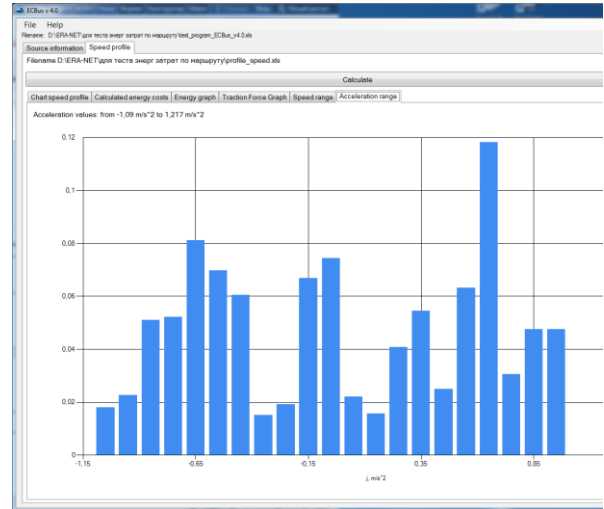 ECBus v 4.0
File Help
Filename: D:\ERA-NET\для теста энерг затрат по маршруту\test_program_ECBus_v4.0.xls
Source information Speed profile
Filename D:\ERA-NET\для теста энерг затрат по маршруту\profile_speed.xls
Calculate
Chart speed profile Calculated energy costs Energy graph Traction Force Graph Speed range Acceleration range
Acceleration values: from -1,09 m/s^2 to 1,217 m/s^2
0,12
0,1
0,08
0,06
0,04
0,02
0
-1,15 -0,65 -0,15 0,35 0,85
j, m/s^2